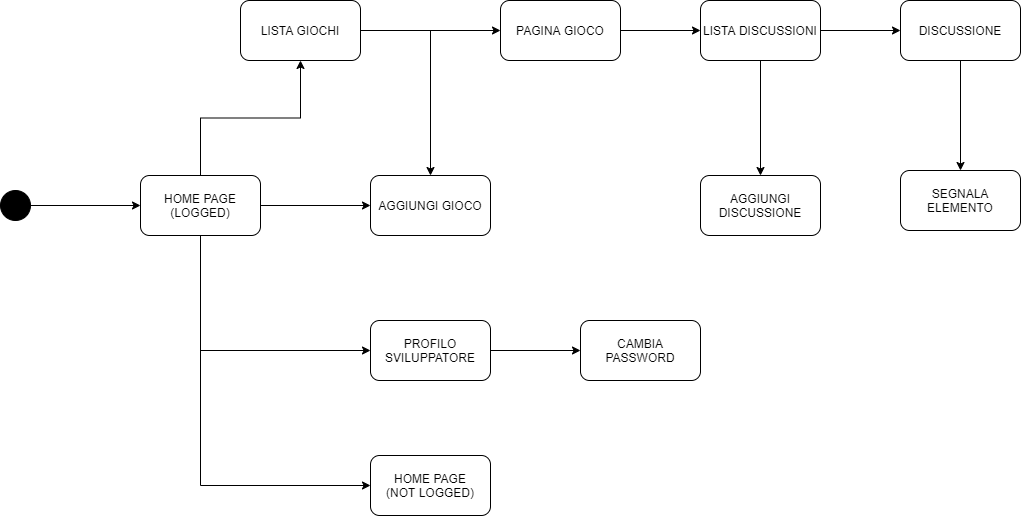 LISTA GIOCHI
PAGINA GIOCO
LISTA DISCUSSIONI
DISCUSSIONE
HOME PAGE
(LOGGED)
AGGIUNGI GIOCO
AGGIUNGI
DISCUSSIONE
SEGNALA
ELEMENTO
PROFILO
SVILUPPATORE
CAMBIA
PASSWORD
HOME PAGE
(NOT LOGGED)